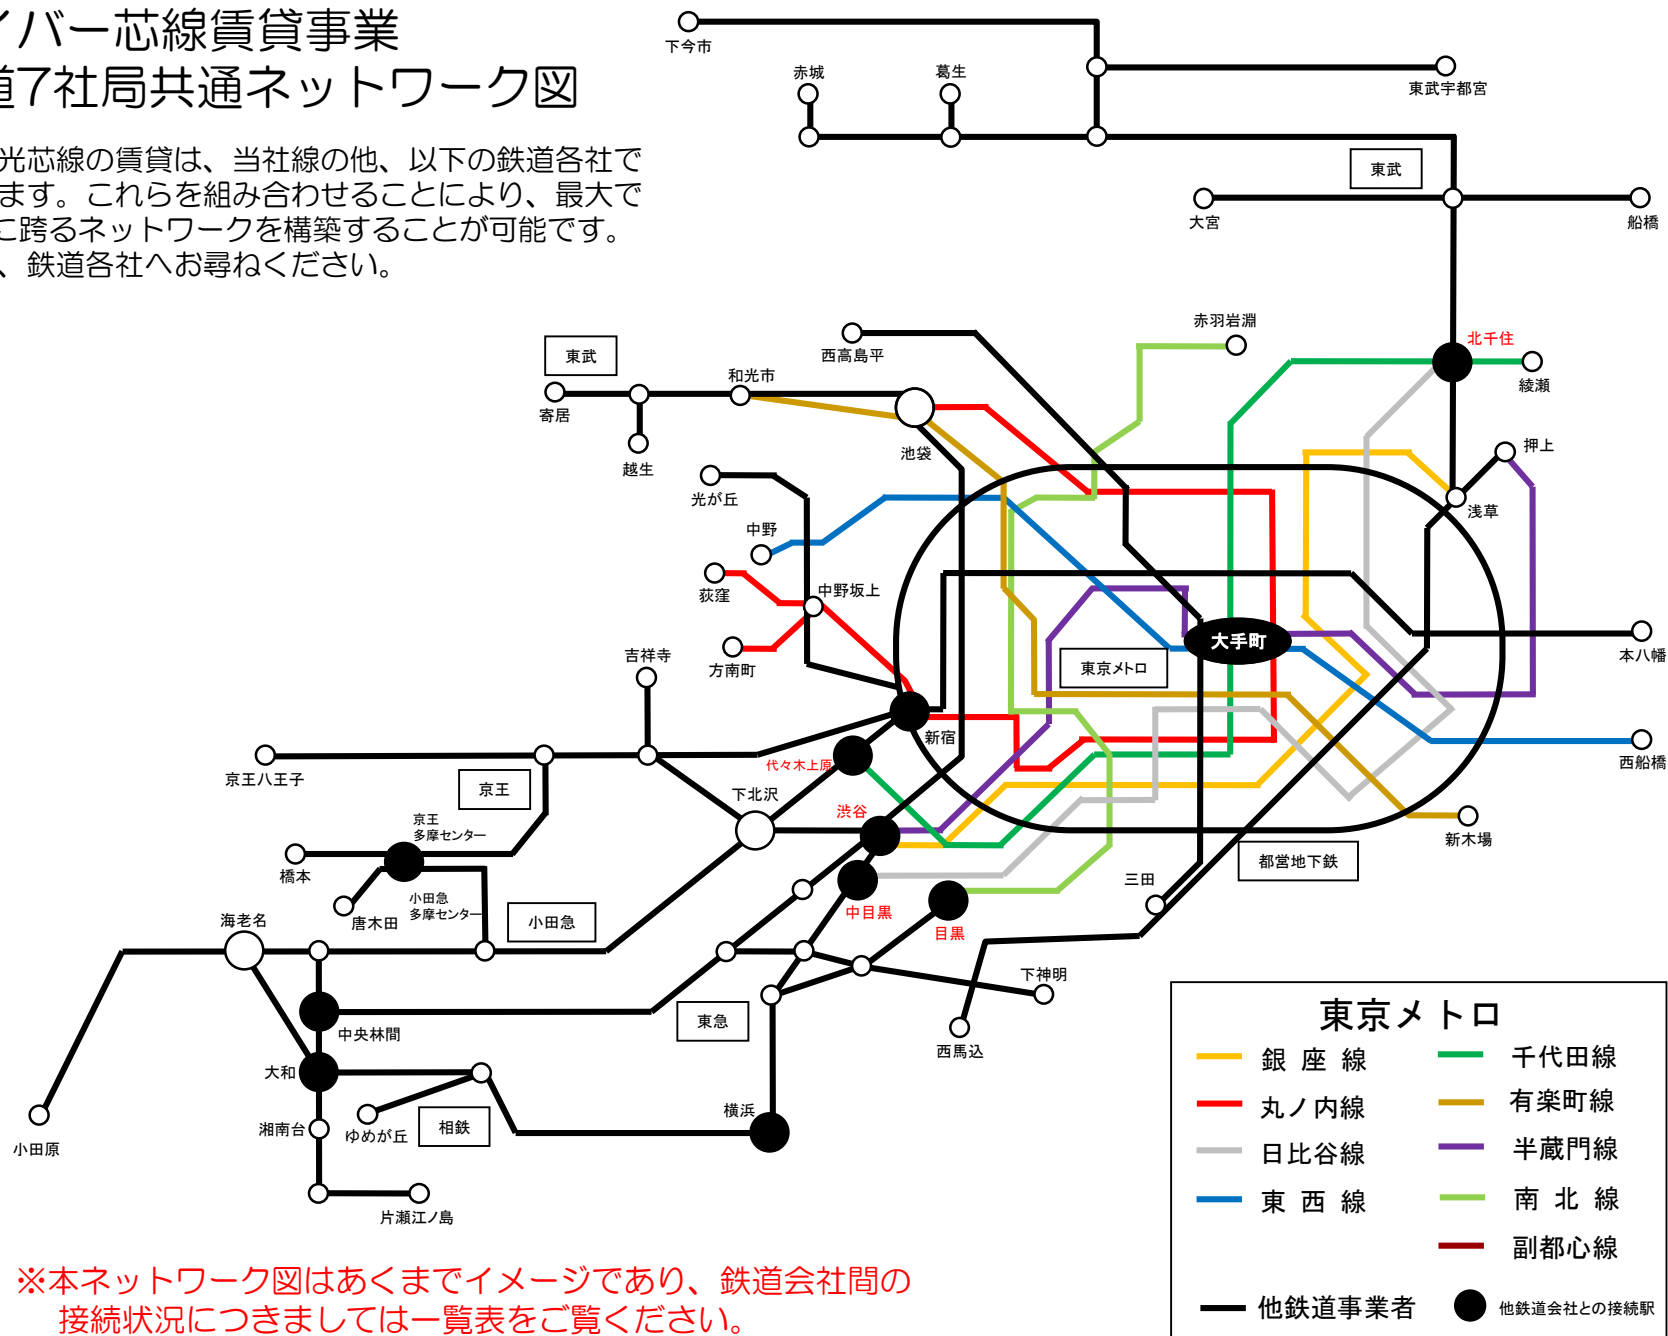 イバー芯線賃貸事業
道7社局共通ネットワーク図
光芯線の賃貸は、当社線の他、以下の鉄道各社で
ます。これらを組み合わせることにより、最大で
に跨るネットワークを構築することが可能です。
、鉄道各社へお尋ねください。
下今市
東武宇都宮
赤城
葛生
東武
大宮
船橋
赤羽岩淵
北千住
綾瀬
西高島平
東武
寄居
和光市
越生
池袋
押上
浅草
光が丘
中野
荻窪
中野坂上
方南町
大手町
東京メトロ
本八幡
吉祥寺
新宿
代々木上原
西船橋
京王八王子
京王
下北沢
渋谷
京王
多摩センター
橋本
唐木田
小田急
多摩センター
小田急
新木場
都営地下鉄
三田
海老名
中目黒
目黒
下神明
西馬込
東急
中央林間
大和
横浜
湘南台
ゆめが丘
相鉄
小田原
片瀬江ノ島
東京メトロ
銀座線
千代田線
丸ノ内線
有楽町線
日比谷線
半蔵門線
東西線
南北線
副都心線
他鉄道事業者
他鉄道会社との接続駅
※本ネットワーク図はあくまでイメージであり、鉄道会社間の
接続状況につきましては一覧表をご覧ください。